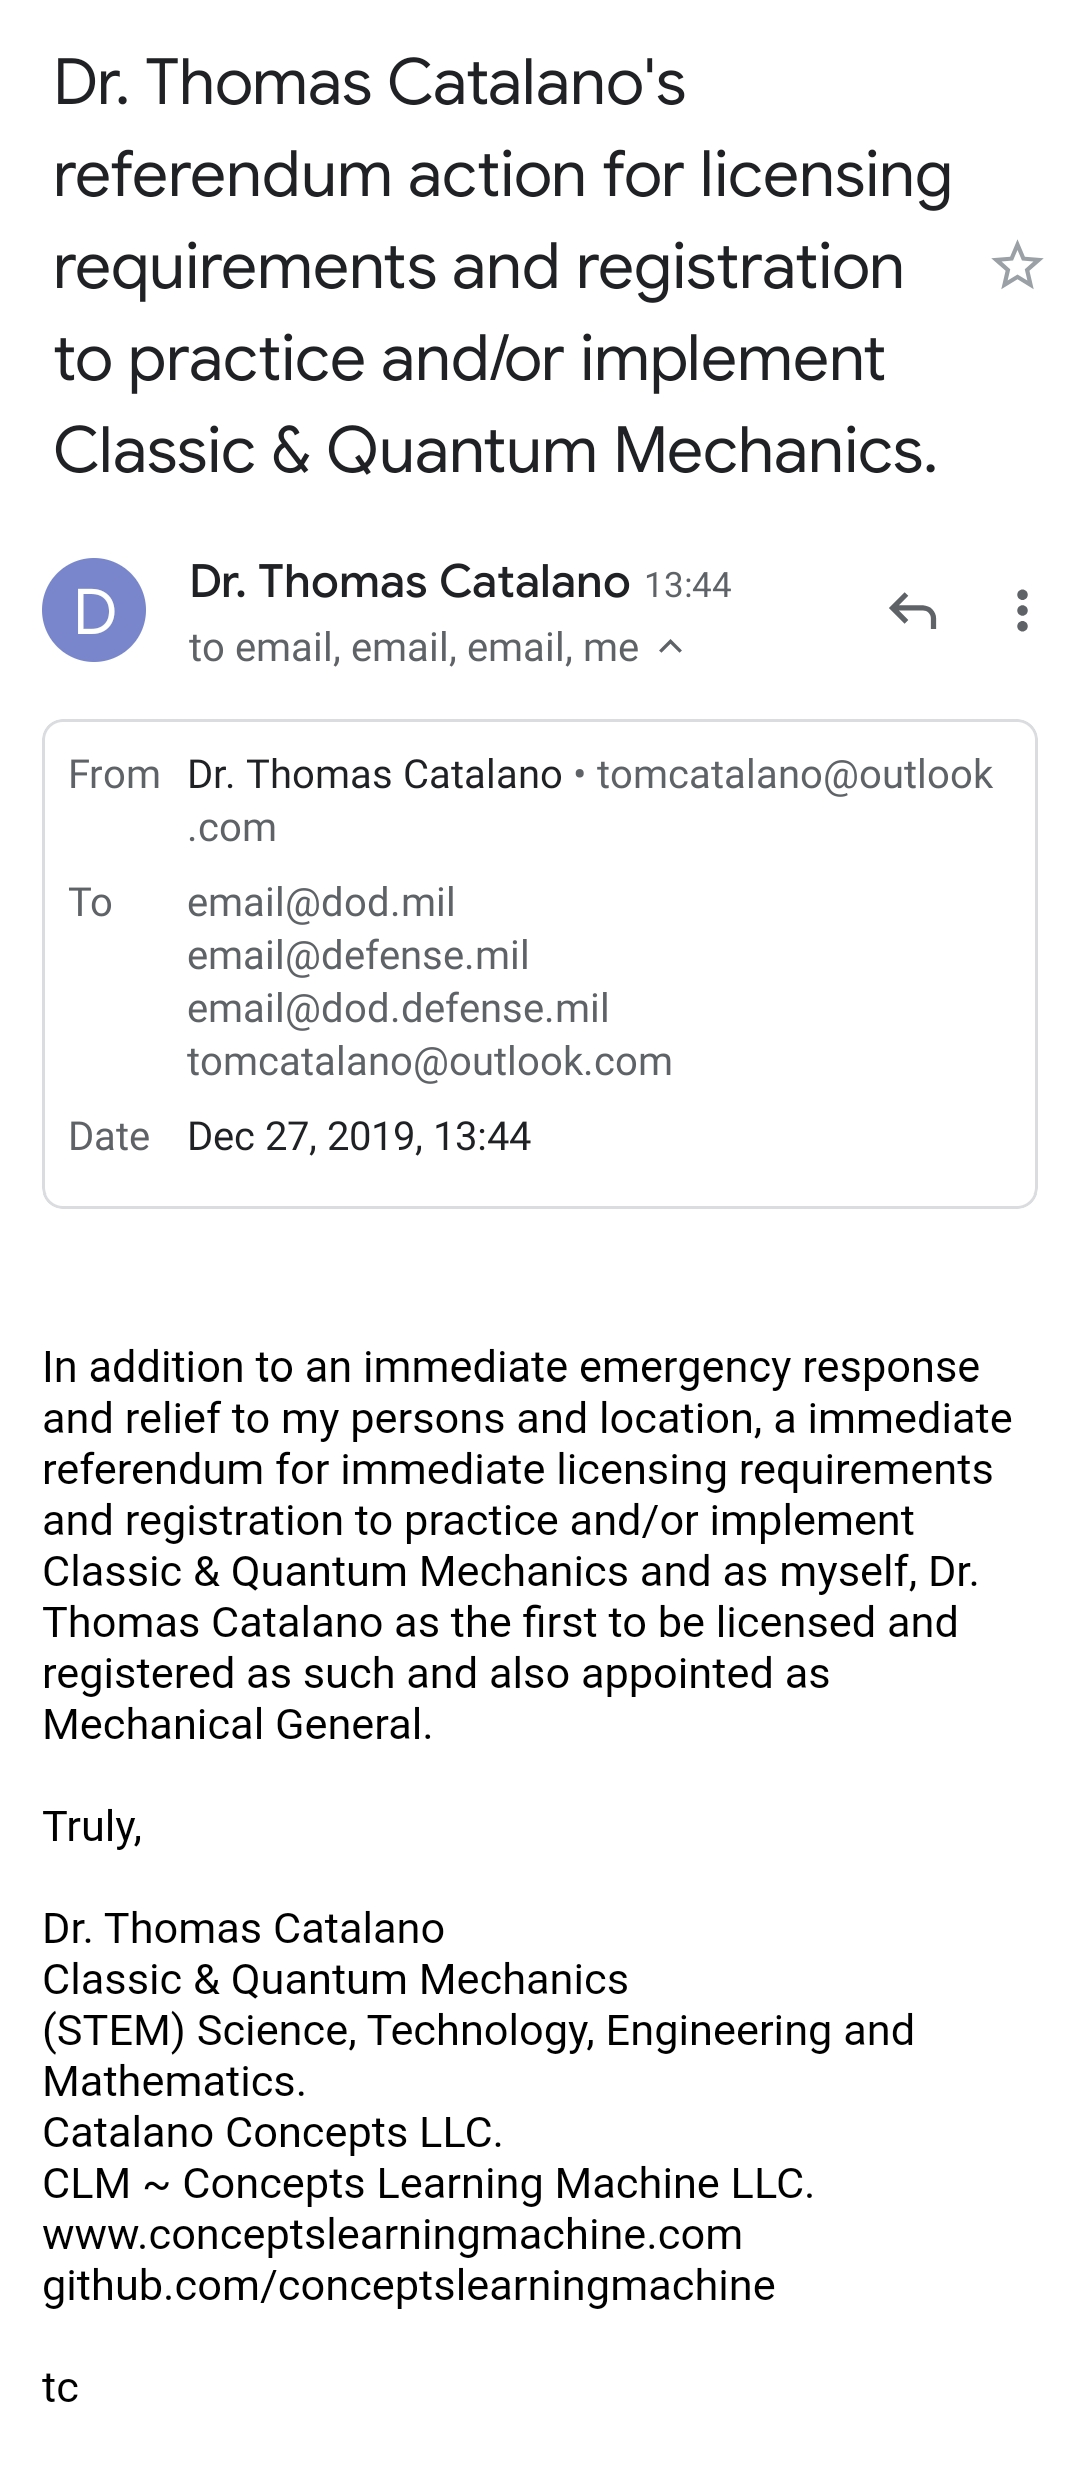 Dr. Thomas Catalano's
referendum action for licensing
requirements and registration
to practice and/or implement
Classic & Quantum Mechanics.
D
Dr. Thomas Catalano 13:44
to email, email, email, me
From Dr. Thomas Catalano • tomcatalano@outlook
.com
To email@dod.mil
email@defense.mil
email@dod.defense.mil
tomcatalano@outlook.com
Date Dec 27, 2019, 13:44
In addition to an immediate emergency response
and relief to my persons and location, a immediate
referendum for immediate licensing requirements
and registration to practice and/or implement
Classic & Quantum Mechanics and as myself, Dr.
Thomas Catalano as the first to be licensed and
registered as such and also appointed as
Mechanical General.
Truly,
Dr. Thomas Catalano
Classic & Quantum Mechanics
(STEM) Science, Technology, Engineering and
Mathematics.
Catalano Concepts LLC.
CLM ~ Concepts Learning Machine LLC.
www.conceptslearningmachine.com
github.com/conceptslearningmachine
tc